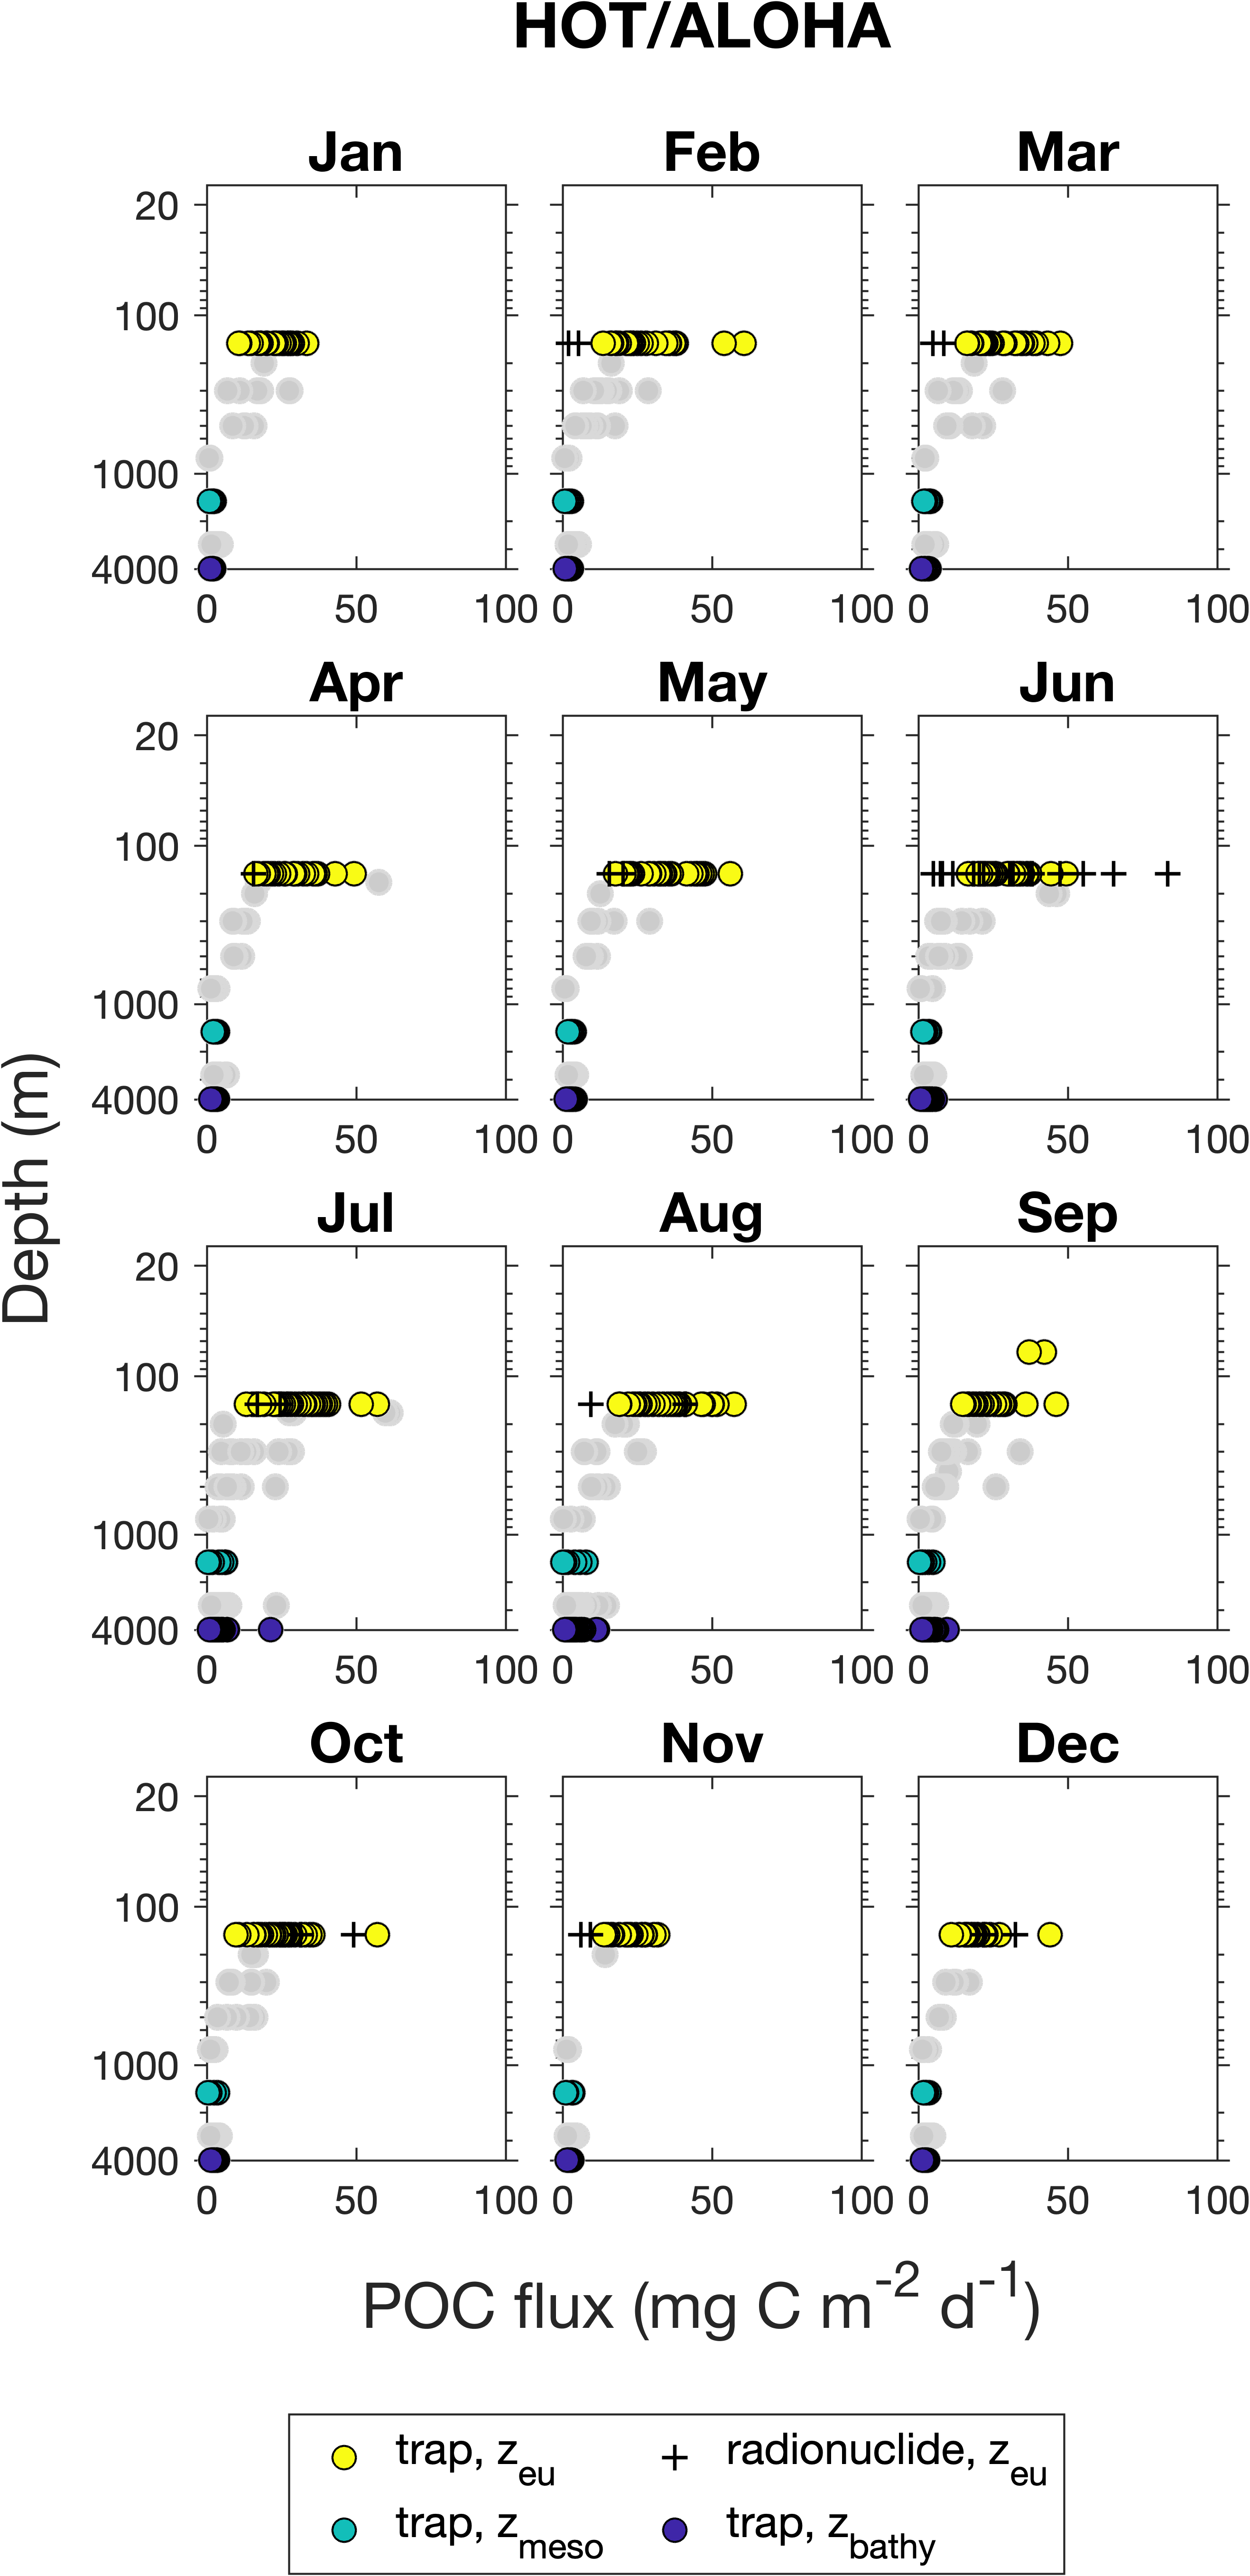 HOT/ALOHA
Jan Feb Mar
20
100
1000
4000
0 50 100 0 50 100 0 50 100
Apr May Jun
20
100
1000
4000
0 50 100 0 50 100 0 50 100
Depth (m)
Jul Aug Sep
20
100
1000
4000
0 50 100 0 50 100 0 50 100
Oct Nov Dec
20
100
1000
4000
0 50 100 0 50 100 0 50 100
POC flux (mg C m-2 d-1)
trap, zeu radionuclide, zeu
trap, zmeso trap, zbathy